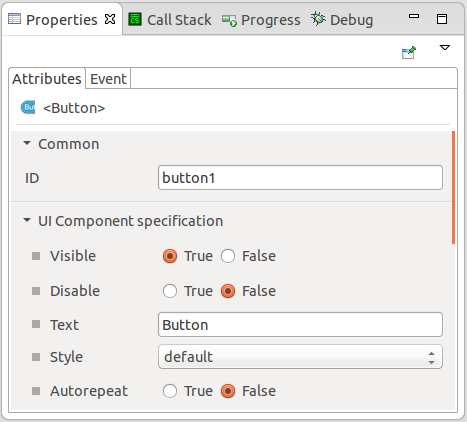 Properties Call Stack Progress Debug
Attributes Event
<Button>
Common
ID button1
UI Component specification
Visible True False
Disable True False
Text Button
Style default
Autorepeat True False